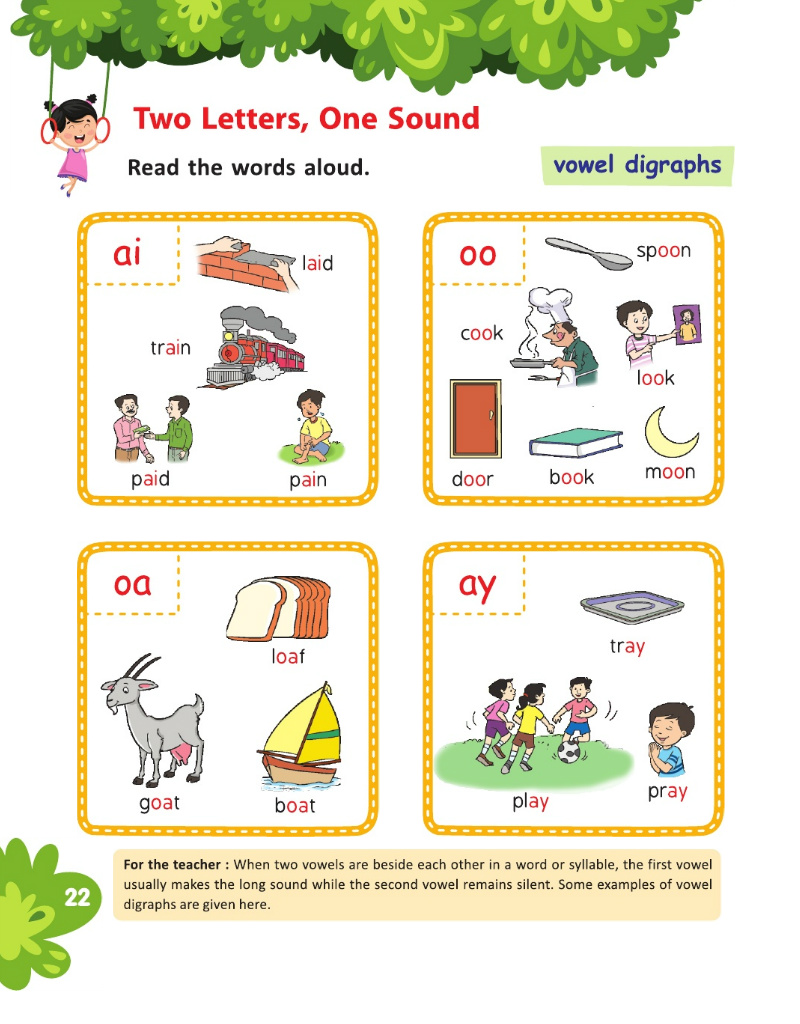 Two Letters, One Sound
Read the words aloud.
vowel digraphs
ai
laid
train
paid
pain
oo
spoon
cook
look
door
book
moon
oa
loaf
goat
boat
ay
tray
play
pray
For the teacher : When two vowels are beside each other in a word or syllable, the first vowel
usually makes the long sound while the second vowel remains silent. Some examples of vowel
digraphs are given here.
22